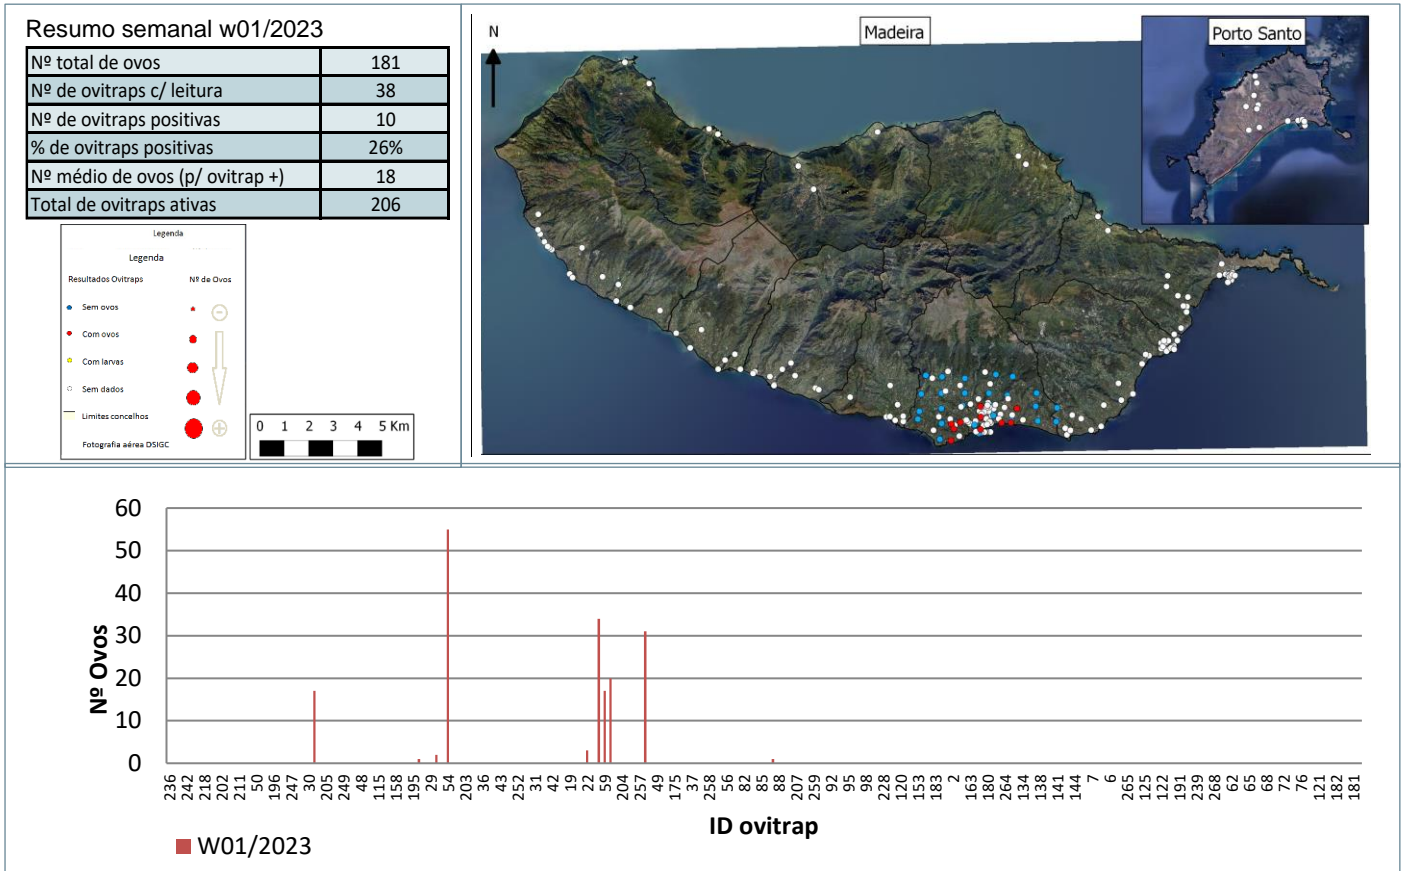 Resumo semanal w01/2023
Nº total de ovos 181
Nº de ovitraps c/ leitura 38
Nº de ovitraps positivas 10
% de ovitraps positivas 26%
Nº médio de ovos (p/ ovitrap +) 18
Total de ovitraps ativas 206
Legenda
Legenda
Resultados Ovitraps Nº de Ovos
Sem ovos
Com ovos
Com larvas
Sem dados
Limites concelhos
Fotografia aérea DSIGC
0 1 2 3 4 5 Km
N
Madeira
Porto Santo
60
50
40
30
20
10
0
Nº Ovos
236 242 218 202 211 50 196 247 30 205 249 48 115 158 195 29 54 203 36 43 252 31 42 19 22 59 204 257 49 175 37 258 56 82 85 88 207 259 92 95 98 228 120 153 183 2 163 180 264 134 138 141 144 7 6 265 125 122 191 239 268 62 65 68 72 76 121 182 181
ID ovitrap
W01/2023